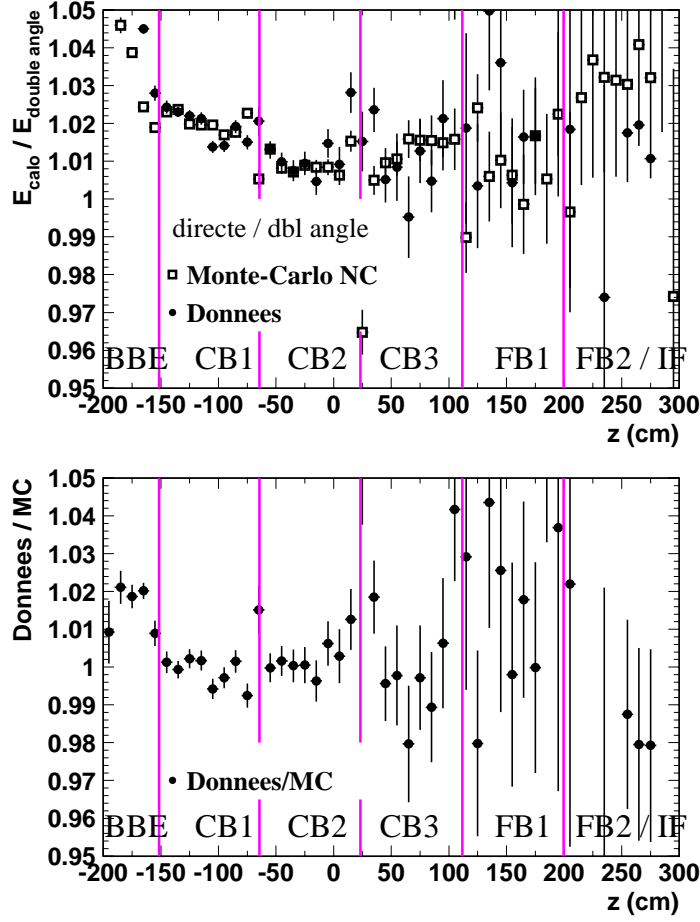 E_calo / E_double angle
1.05
1.04
1.03
1.02
1.01
1
0.99
0.98
0.97
0.96
0.95
directe / dbl angle
Monte-Carlo NC
Donnees
BBE CB1 CB2 CB3 FB1 FB2 / IF
-200 -150 -100 -50 0 50 100 150 200 250 300
z (cm)
Donnees / MC
1.05
1.04
1.03
1.02
1.01
1
0.99
0.98
0.97
0.96
0.95
Donnees/MC
BBE CB1 CB2 CB3 FB1 FB2 / IF
-200 -150 -100 -50 0 50 100 150 200 250 300
z (cm)